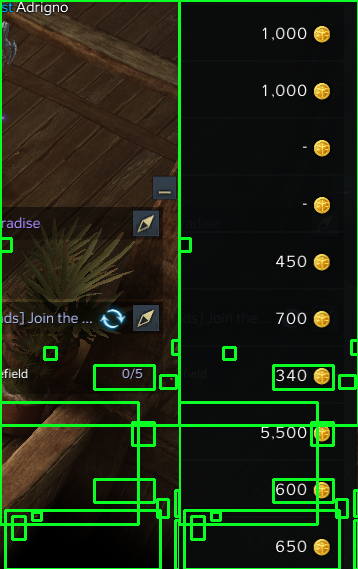 st Adrigno
radise
ds] Join the ...
efield
0/5
1,000
1,000
-
-
450
700
340
5,500
600
650